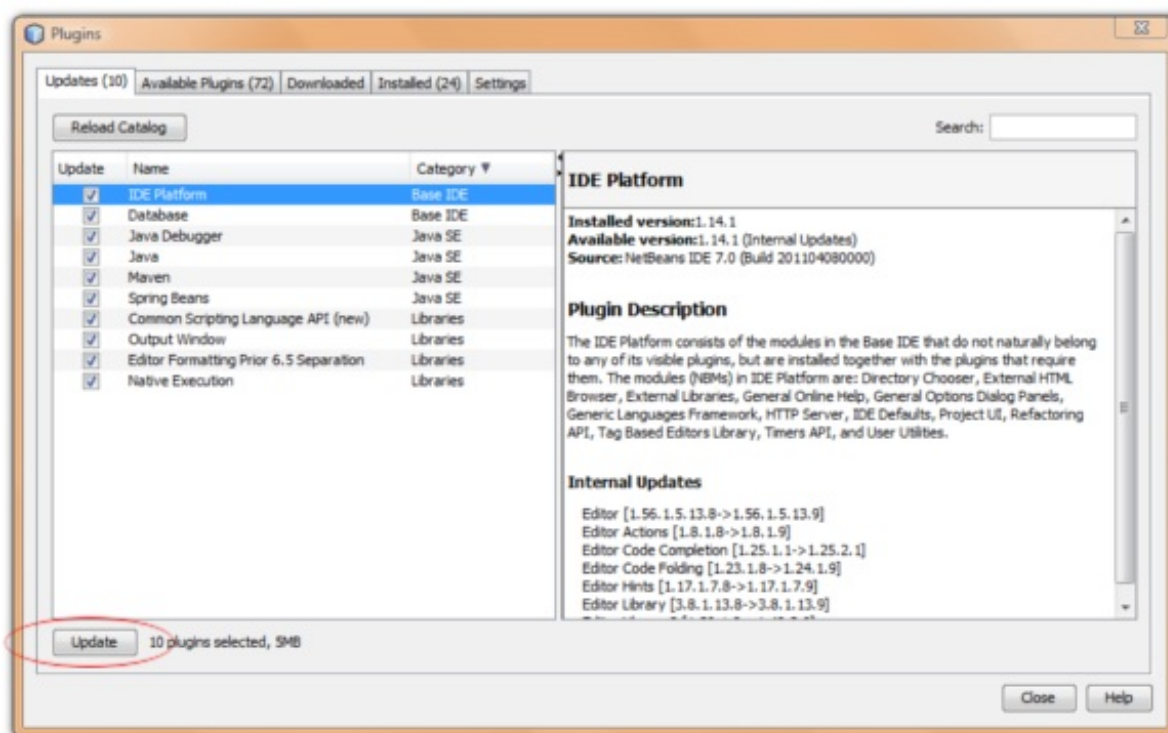 Plugins
Updates (10) Available Plugins (72) Downloaded Installed (24) Settings
Reload Catalog Search:
Update Name Category
IDE Platform Base IDE
Database Base IDE
Java Debugger Java SE
Java Java SE
Maven Java SE
Spring Beans Java SE
Common Scripting Language API (new) Libraries
Output Window Libraries
Editor Formatting Prior 6.5 Separation Libraries
Native Execution Libraries
IDE Platform
Installed version:1.14.1
Available version:1.14.1 (Internal Updates)
Source: NetBeans IDE 7.0 (Build 201104080000)
Plugin Description
The IDE Platform consists of the modules in the Base IDE that do not naturally belong
to any of its visible plugins, but are installed together with the plugins that require
them. The modules (NBMs) in IDE Platform are: Directory Chooser, External HTML
Browser, External Libraries, General Online Help, General Options Dialog Panels,
Generic Languages Framework, HTTP Server, IDE Defaults, Project UI, Refactoring
API, Tag Based Editors Library, Timers API, and User Utilities.
Internal Updates
Editor [1.56.1.5.13.8->1.56.1.5.13.9]
Editor Actions [1.8.1.8->1.8.1.9]
Editor Code Completion [1.25.1.1->1.25.2.1]
Editor Code Folding [1.23.1.8->1.24.1.9]
Editor Hints [1.17.1.7.8->1.17.1.7.9]
Editor Library [3.8.1.13.8->3.8.1.13.9]
Update 10 plugins selected, 5MB
Close Help